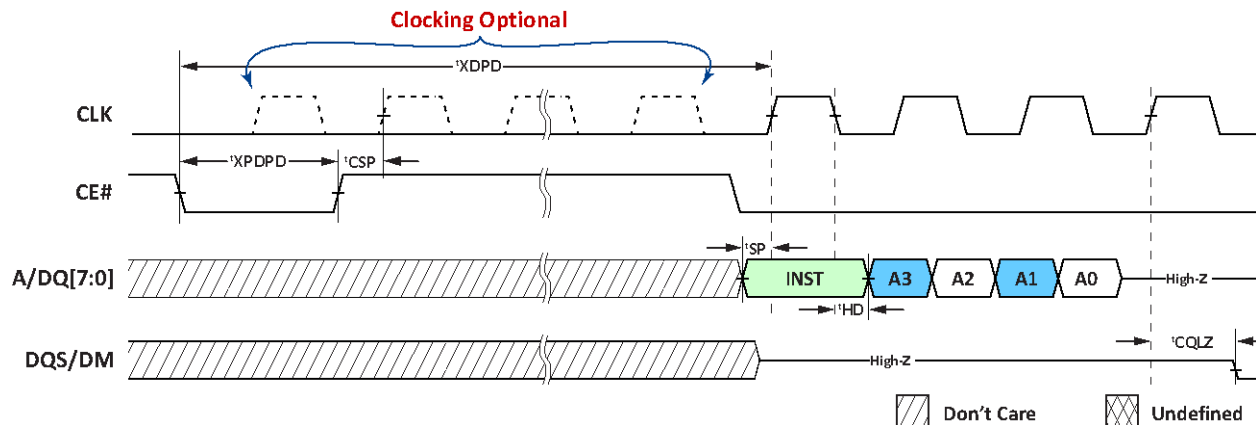 Clocking Optional
tXDPD
CLK
tXPDPD
tCSP
CE#
tSP
A/DQ[7:0]
INST
A3
A2
A1
A0
High-Z
tHD
DQS/DM
High-Z
tCQLZ
Don't Care
Undefined